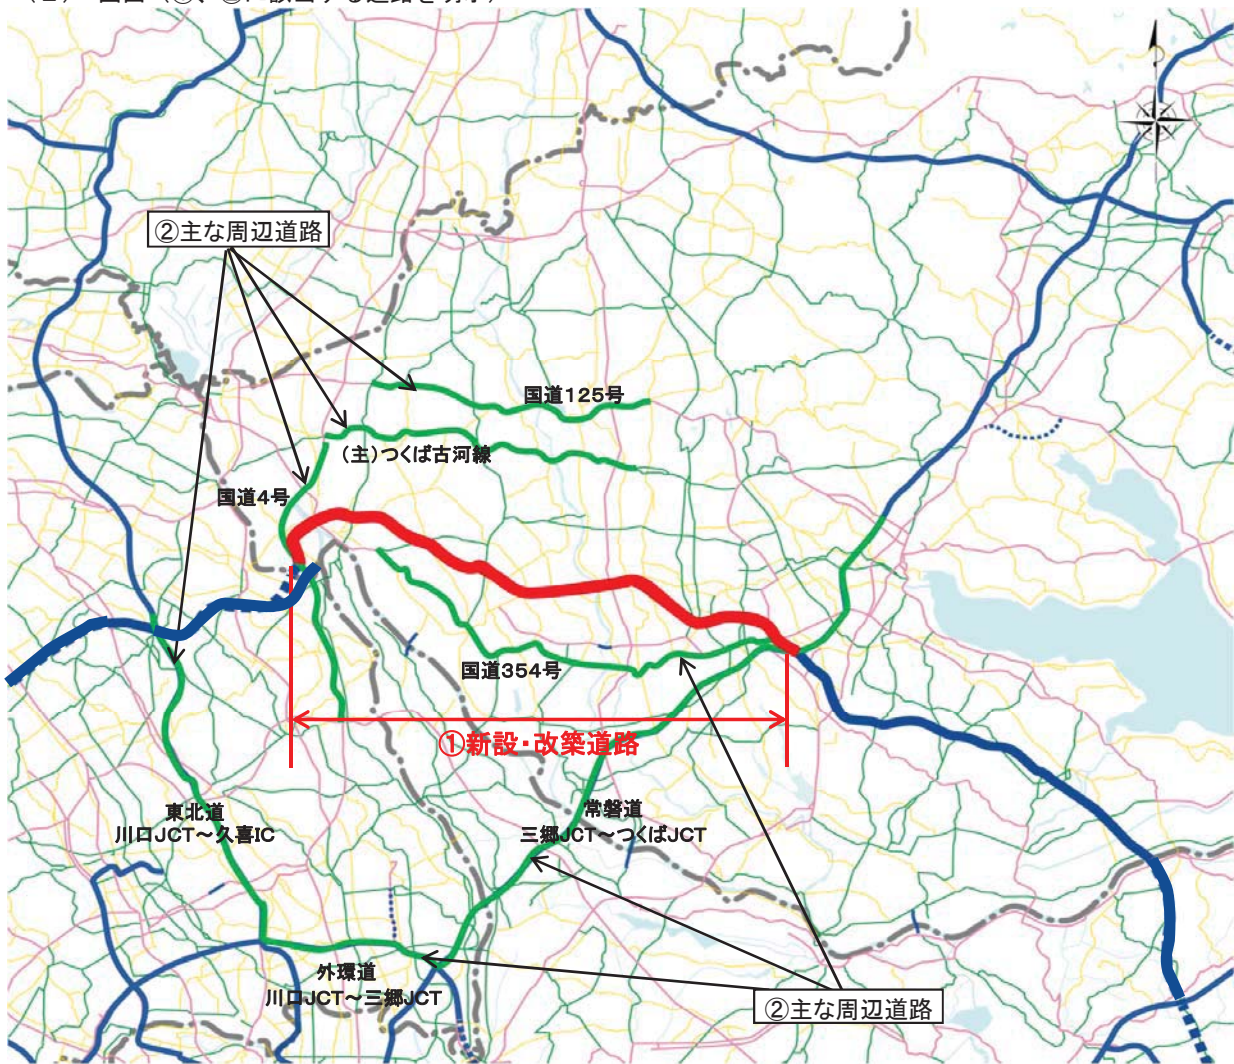 ②主な周辺道路
国道125号
(主)つくば古河線
国道4号
国道354号
①新設・改築道路
東北道
川口JCT～久喜IC
常磐道
三郷JCT～つくばJCT
外環道
川口JCT～三郷JCT
②主な周辺道路